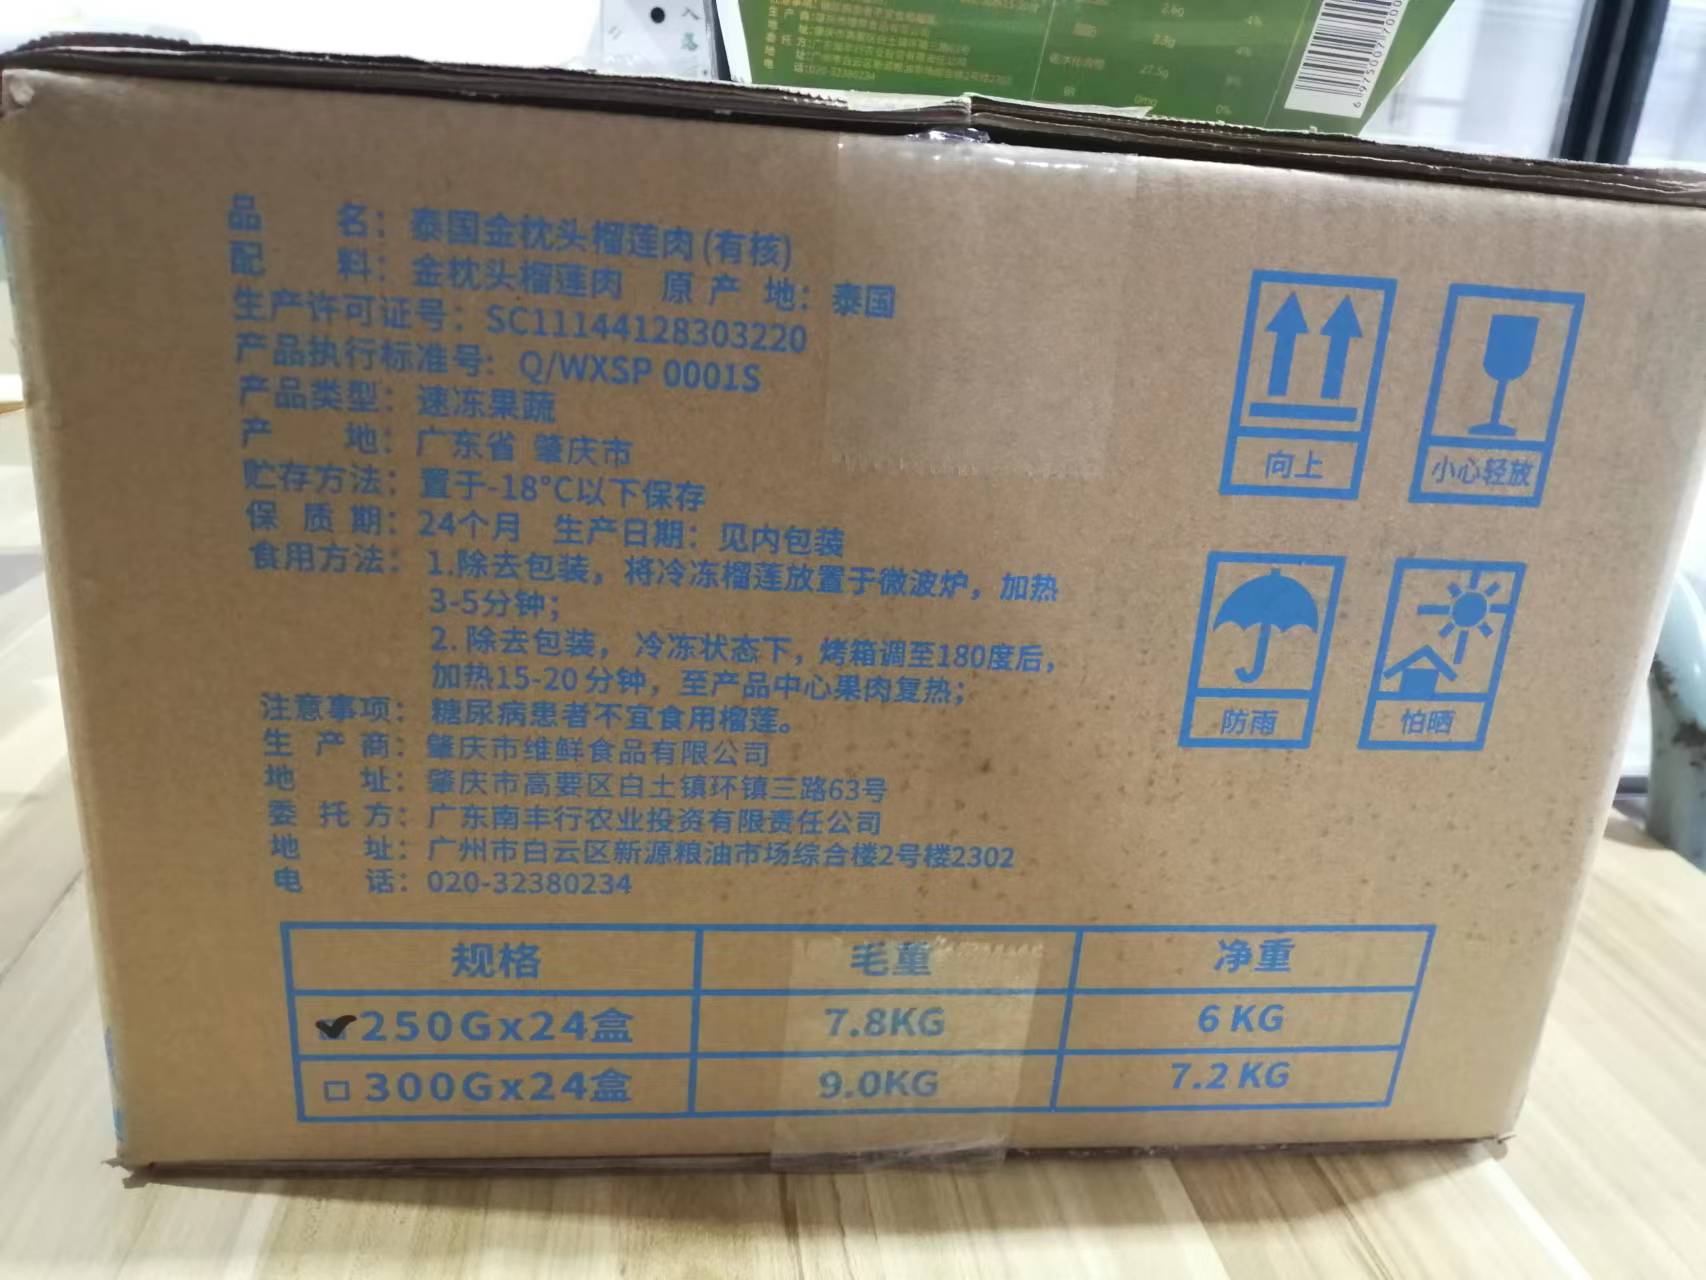 电 话:020-32380234
2.6g 4%
27.5g
0mg 0%
品 名：泰国金枕头榴莲肉(有核)
配 料：金枕头榴莲肉 原 产 地：泰国
生产许可证号：SC11144128303220
产品执行标准号：Q/WXSP 0001S
产品类型：速冻果蔬
产 地：广东省 肇庆市
贮存方法：置于-18°C以下保存
保 质 期：24个月 生产日期：见内包装
食用方法：1.除去包装，将冷冻榴莲放置于微波炉，加热
3-5分钟；
2.除去包装，冷冻状态下，烤箱调至180度后，
加热15-20分钟，至产品中心果肉复热；
注意事项：糖尿病患者不宜食用榴莲。
生 产 商：肇庆市维鲜食品有限公司
地 址：肇庆市高要区白土镇环镇三路63号
委 托 方：广东南丰行农业投资有限责任公司
地 址：广州市白云区新源粮油市场综合楼2号楼2302
电 话：020-32380234
向上
小心轻放
防雨
怕晒
规格 毛重 净重
250Gx24盒 7.8KG 6 KG
300Gx24盒 9.0KG 7.2 KG